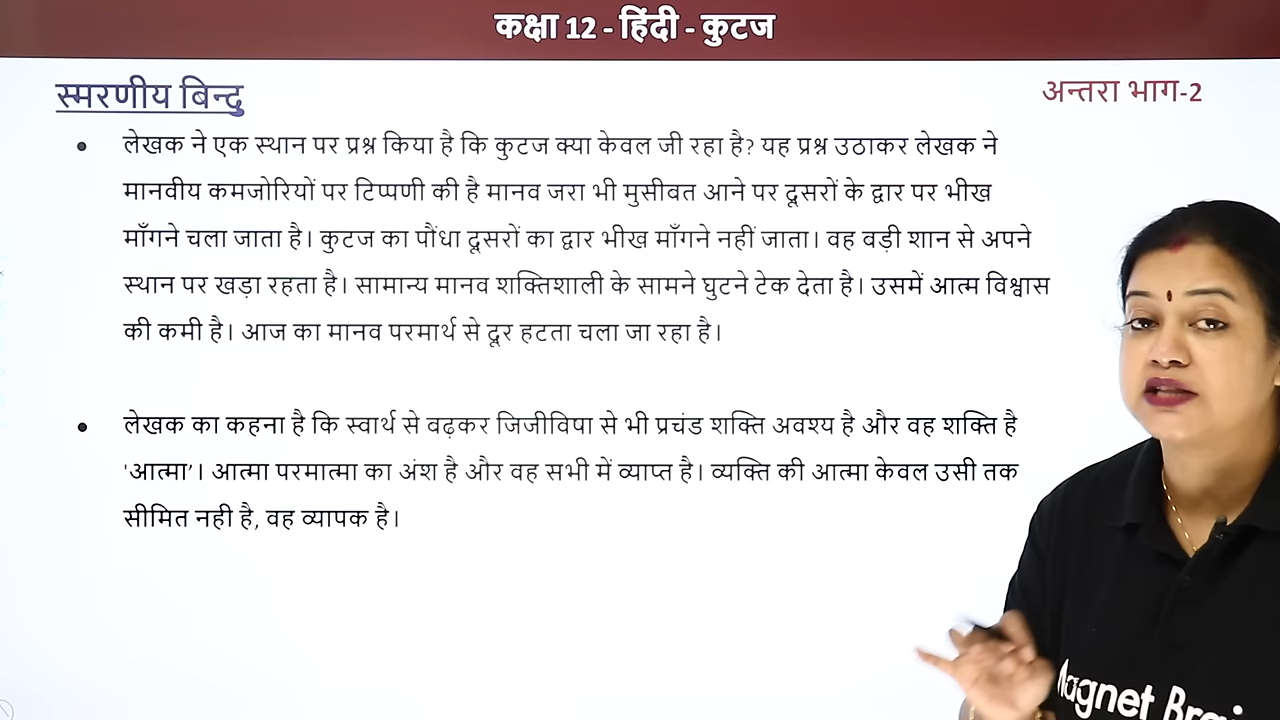 कक्षा 12 - हिंदी - कुटज
स्मरणीय बिन्दु
अन्तरा भाग-2
• लेखक ने एक स्थान पर प्रश्न किया है कि कुटज क्या केवल जी रहा है? यह प्रश्न उठाकर लेखक ने
मानवीय कमजोरियों पर टिप्पणी की है मानव जरा भी मुसीवत आने पर दूसरों के द्वार पर भीख
माँगने चला जाता है। कुटज का पौंधा दूसरों का द्वार भीख माँगने नहीं जाता। वह वड़ी शान से अपने
स्थान पर खड़ा रहता है। सामान्य मानव शक्तिशाली के सामने घुटने टेक देता है। उसमें आत्म विश्वास
की कमी है। आज का मानव परमार्थ से दूर हटता चला जा रहा है।
• लेखक का कहना है कि स्वार्थ से वढ़कर जिजीविपा से भी प्रचंड शक्ति अवश्य है और वह शक्ति है
'आत्मा'। आत्मा परमात्मा का अंश है और वह सभी में व्याप्त है। व्यक्ति की आत्मा केवल उसी तक
सीमित नही है, वह व्यापक है।
Magnet